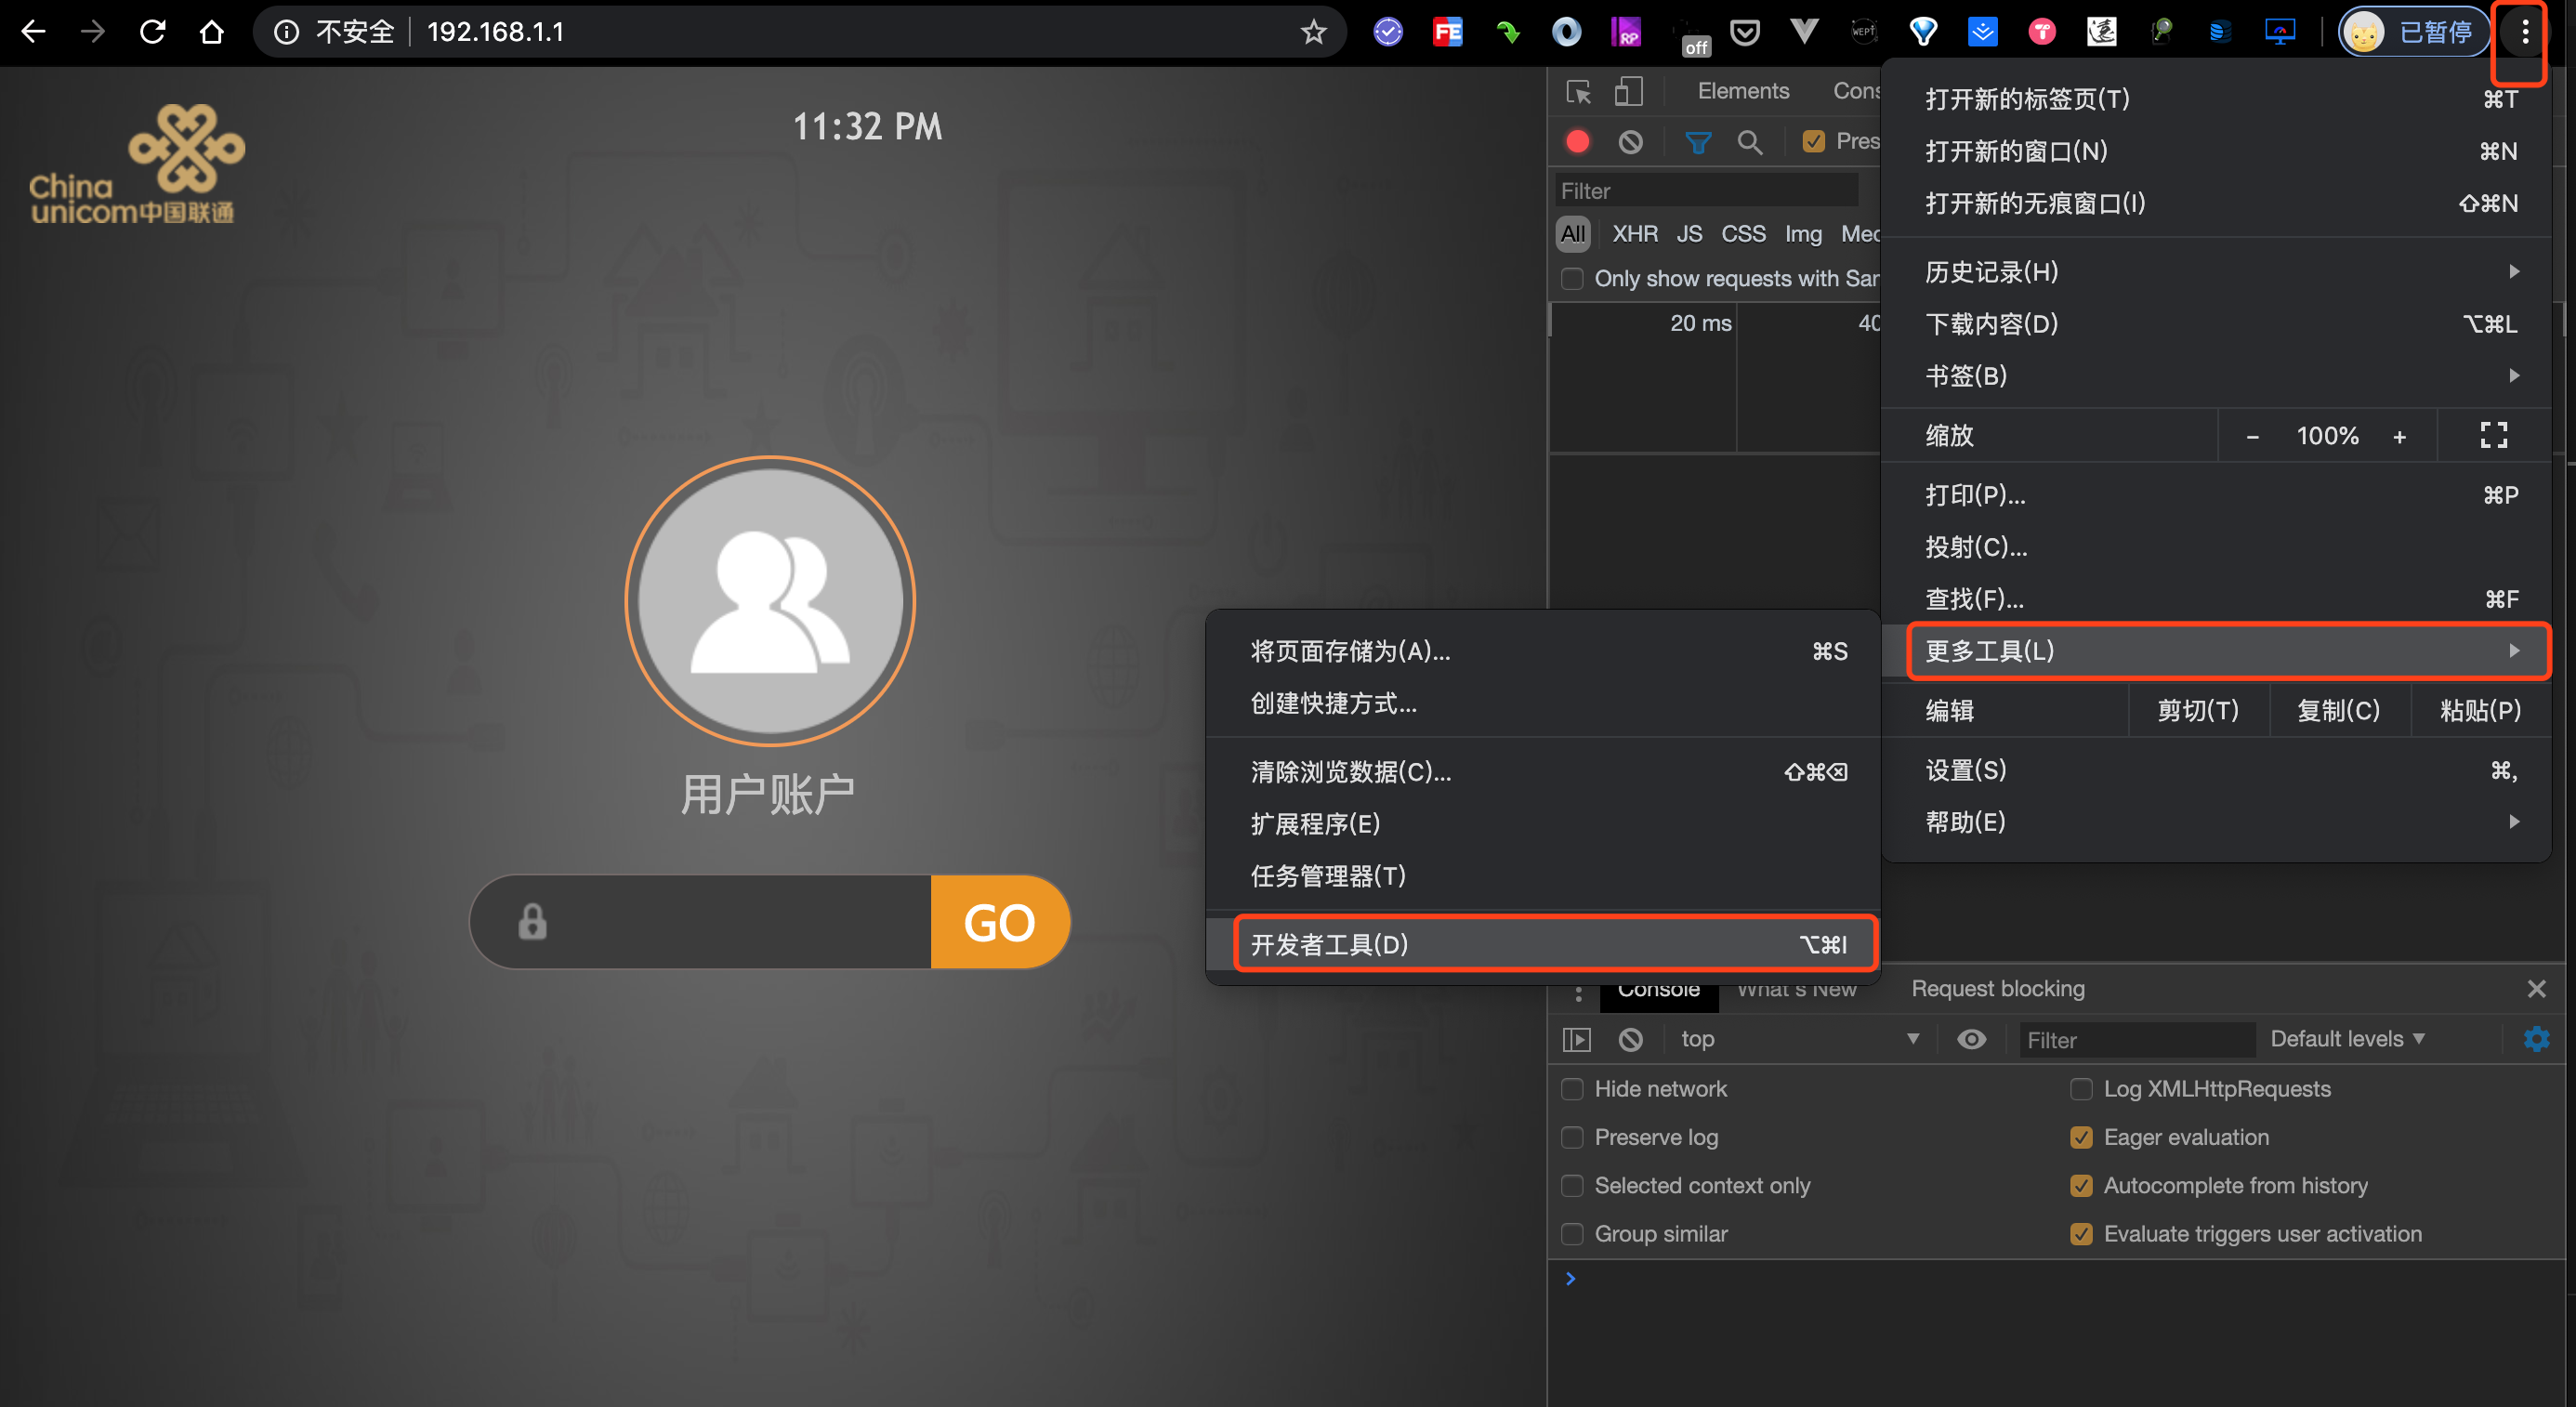 不安全 192.168.1.1
FE
RP
off
WEPT
已暂停
China
unicom中国联通
11:32 PM
用户账户
GO
Elements Cons
Pres
Filter
All XHR JS CSS Img Med
Only show requests with Sam
20 ms 40
打开新的标签页(T) ⌘T
打开新的窗口(N) ⌘N
打开新的无痕窗口(I) ⇧⌘N
历史记录(H)
下载内容(D) ⌥⌘L
书签(B)
缩放 − 100% +
打印(P)... ⌘P
投射(C)...
查找(F)... ⌘F
更多工具(L)
编辑 剪切(T) 复制(C) 粘贴(P)
设置(S) ⌘,
帮助(E)
将页面存储为(A)... ⌘S
创建快捷方式...
清除浏览数据(C)... ⇧⌘⌫
扩展程序(E)
任务管理器(T)
开发者工具(D) ⌥⌘I
Console What's New Request blocking
top Filter Default levels
Hide network Log XMLHttpRequests
Preserve log Eager evaluation
Selected context only Autocomplete from history
Group similar Evaluate triggers user activation